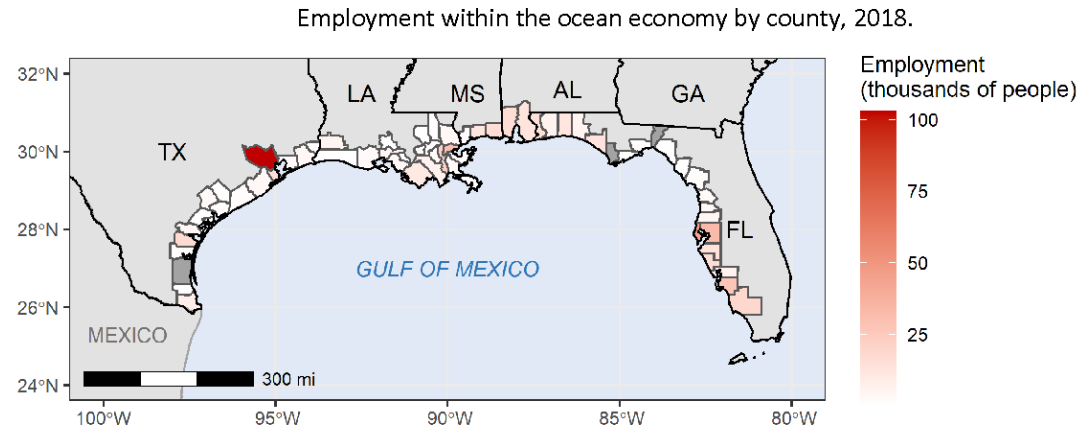 Employment within the ocean economy by county, 2018.
Employment
(thousands of people)
100
75
50
25
32°N
30°N
28°N
26°N
24°N
LA
MS
AL
GA
TX
FL
GULF OF MEXICO
MEXICO
300 mi
100°W
95°W
90°W
85°W
80°W